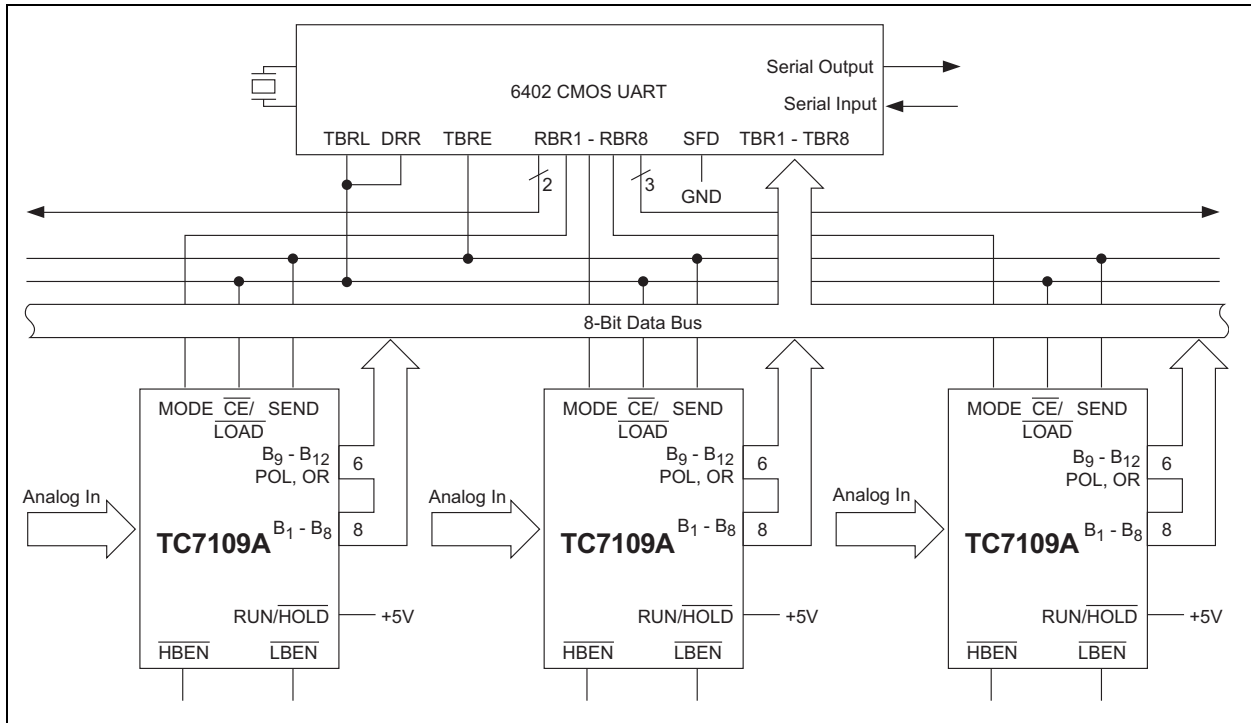 6402 CMOS UART
Serial Output
Serial Input
TBRL DRR TBRE RBR1 - RBR8 SFD TBR1 - TBR8
2
3
GND
8-Bit Data Bus
MODE CE/ SEND
LOAD
B9 - B12
POL, OR
6
Analog In
TC7109A
B1 - B8
8
RUN/HOLD
+5V
HBEN
LBEN
MODE CE/ SEND
LOAD
B9 - B12
POL, OR
6
Analog In
TC7109A
B1 - B8
8
RUN/HOLD
+5V
HBEN
LBEN
MODE CE/ SEND
LOAD
B9 - B12
POL, OR
6
Analog In
TC7109A
B1 - B8
8
RUN/HOLD
+5V
HBEN
LBEN